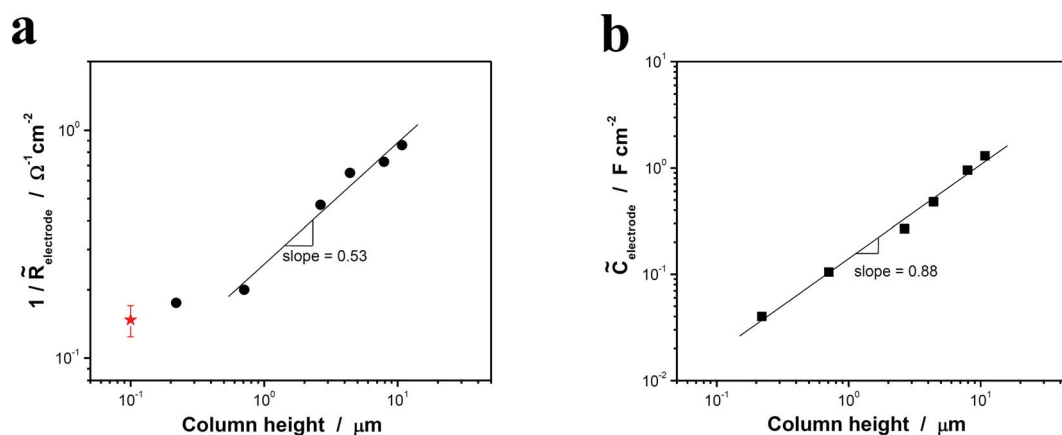 a
1 / R̃electrode / Ω⁻¹cm⁻²
10⁰
10⁻¹
slope = 0.53
10⁻¹ 10⁰ 10¹
Column height / μm
b
C̃electrode / F cm⁻²
10¹
10⁰
10⁻¹
10⁻²
slope = 0.88
10⁻¹ 10⁰ 10¹
Column height / μm